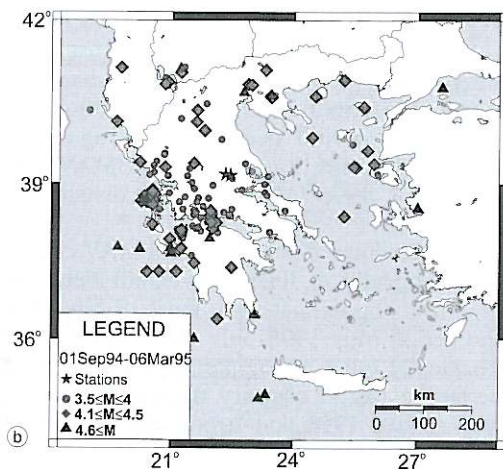 42°
39°
36°
LEGEND
01Sep94-06Mar95
Stations
3.5≤M≤4
4.1≤M≤4.5
4.6≤M
km
0 100 200
b
21° 24° 27°